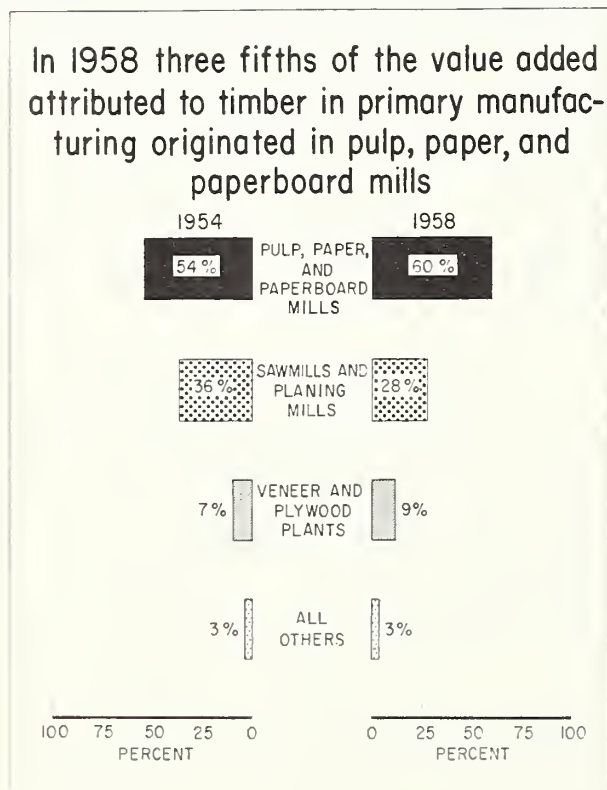 In 1958 three fifths of the value added
attributed to timber in primary manufac-
turing originated in pulp, paper, and
paperboard mills
1954
1958
54%
PULP, PAPER,
AND
PAPERBOARD
MILLS
60%
36%
SAWMILLS AND
PLANING
MILLS
28%
7%
VENEER AND
PLYWOOD
PLANTS
9%
3%
ALL
OTHERS
3%
100 75 50 25 0
PERCENT
0 25 50 75 100
PERCENT